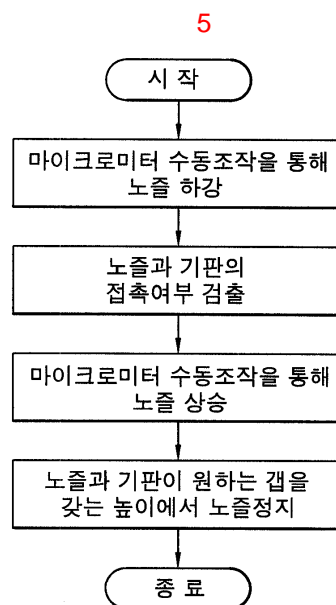 5
시 작
마이크로미터 수동조작을 통해
노즐 하강
노즐과 기판의
접촉여부 검출
마이크로미터 수동조작을 통해
노즐 상승
노즐과 기판이 원하는 갭을
갖는 높이에서 노즐정지
종 료